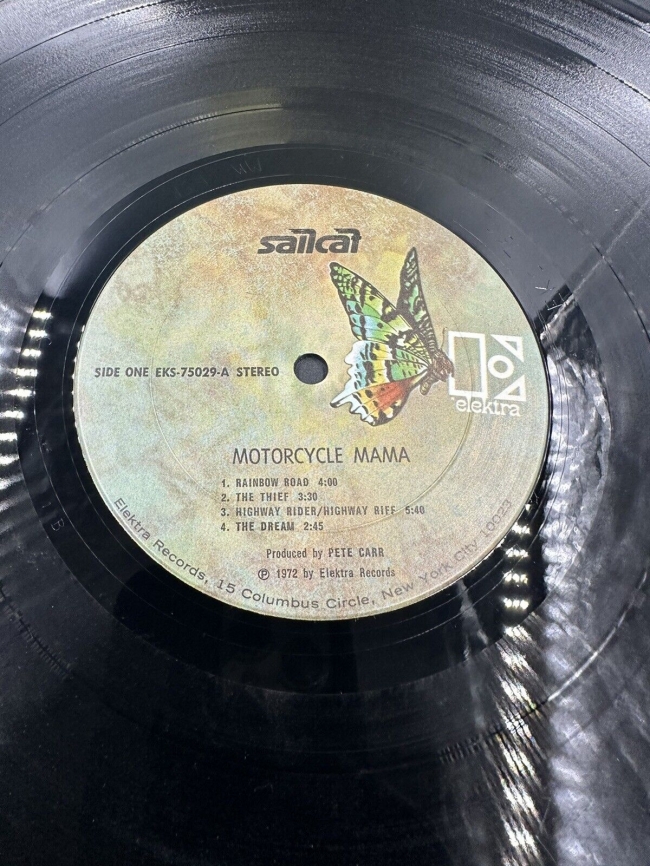 sailcat
SIDE ONE EKS-75029-A STEREO
elektra
MOTORCYCLE MAMA
1. RAINBOW ROAD 4:00
2. THE THIEF 3:30
3. HIGHWAY RIDER/HIGHWAY RIFF 5:40
4. THE DREAM 2:45
Produced by PETE CARR
℗ 1972 by Elektra Records
Elektra Records, 15 Columbus Circle, New York City 10023